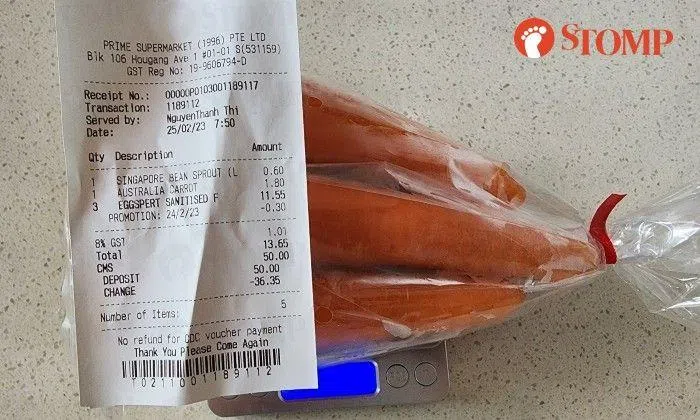 STOMP
PRIME SUPERMARKET (1996) PTE LTD
Blk 106 Hougang Ave 1 #01-01 S(531159)
GST Reg No: 19-9606794-D
Receipt No.: 00000P0103001189117
Transaction: 1189112
Served by: NguyenThanh Thi
Date: 25/02/23 7:50
Qty Description Amount
1 SINGAPORE BEAN SPROUT (L 0.60
1 AUSTRALIA CARROT 1.80
3 EGGSPERT SANITISED F 11.55
PROMOTION: 24/2/23 -0.30
8% GST 1.01
Total 13.65
CMS 50.00
DEPOSIT 50.00
CHANGE -36.35
Number of Items: 5
No refund for CDC voucher payment
Thank You Please Come Again
T0211001189112